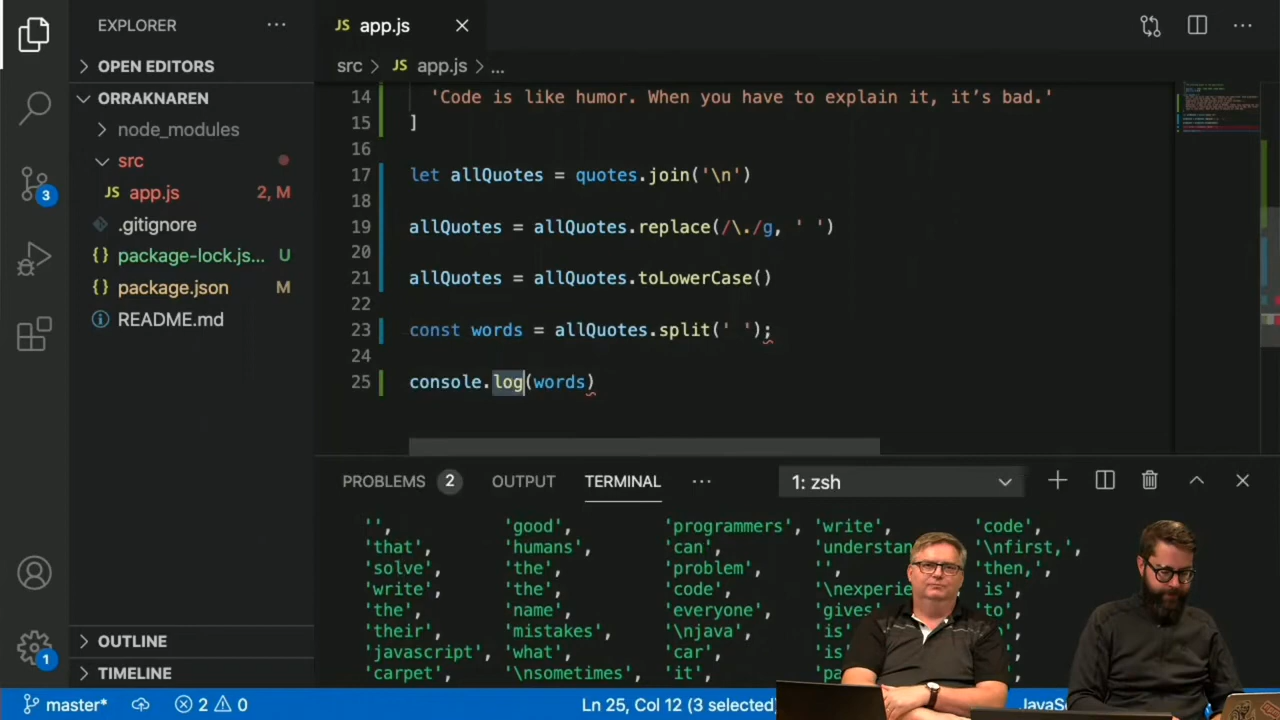 EXPLORER
OPEN EDITORS
ORRAKNAREN
node_modules
src
JS app.js 2, M
.gitignore
{} package-lock.js... U
{} package.json M
README.md
OUTLINE
TIMELINE
3
1
JS app.js
src > JS app.js > ...
14 'Code is like humor. When you have to explain it, it’s bad.'
15 ]
16
17 let allQuotes = quotes.join('\n')
18
19 allQuotes = allQuotes.replace(/\./g, ' ')
20
21 allQuotes = allQuotes.toLowerCase()
22
23 const words = allQuotes.split(' ');
24
25 console.log(words)
PROBLEMS 2 OUTPUT TERMINAL ... 1: zsh
'', 'good', 'programmers', 'write', 'code',
'that', 'humans', 'can', 'understan '\nfirst,',
'solve', 'the', 'problem', '', 'then,',
'write', 'the', 'code', '\nexperie 'is',
'the', 'name', 'everyone', 'gives' 'to',
'their', 'mistakes', '\njava', 'is'
'javascript', 'what', 'car', 'is'
'carpet', '\nsometimes', 'it',
master* 2 0 Ln 25, Col 12 (3 selected)